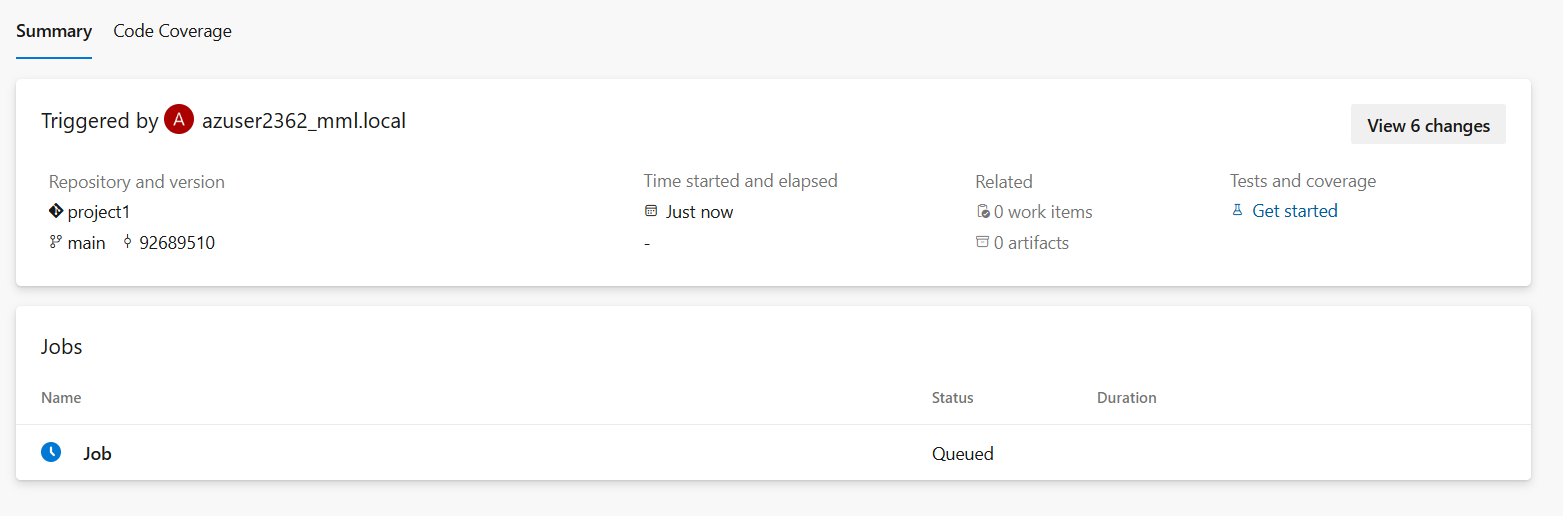 Summary Code Coverage
Triggered by A azuser2362_mml.local
View 6 changes
Repository and version
project1
main 92689510
Time started and elapsed
Just now
-
Related
0 work items
0 artifacts
Tests and coverage
Get started
Jobs
Name Status Duration
Job Queued